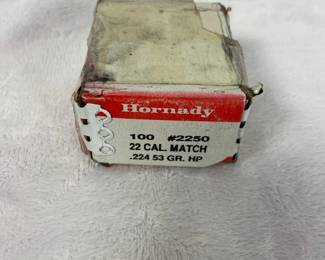 Hornady
100 #2250
22 CAL. MATCH
.224 53 GR. HP